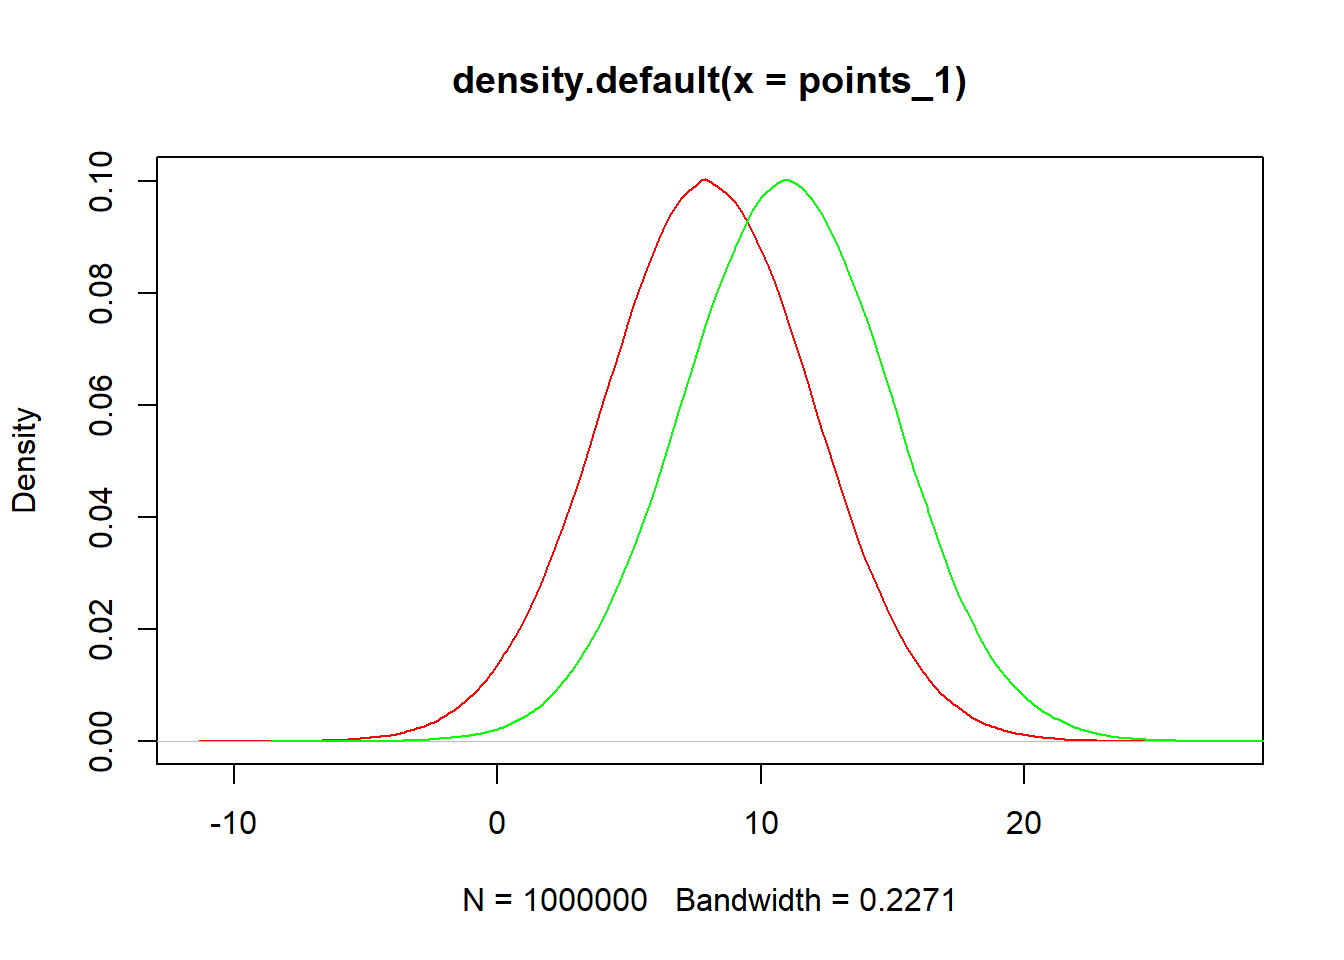 density.default(x = points_1)
Density
0.10
0.08
0.06
0.04
0.02
0.00
-10 0 10 20
N = 1000000 Bandwidth = 0.2271